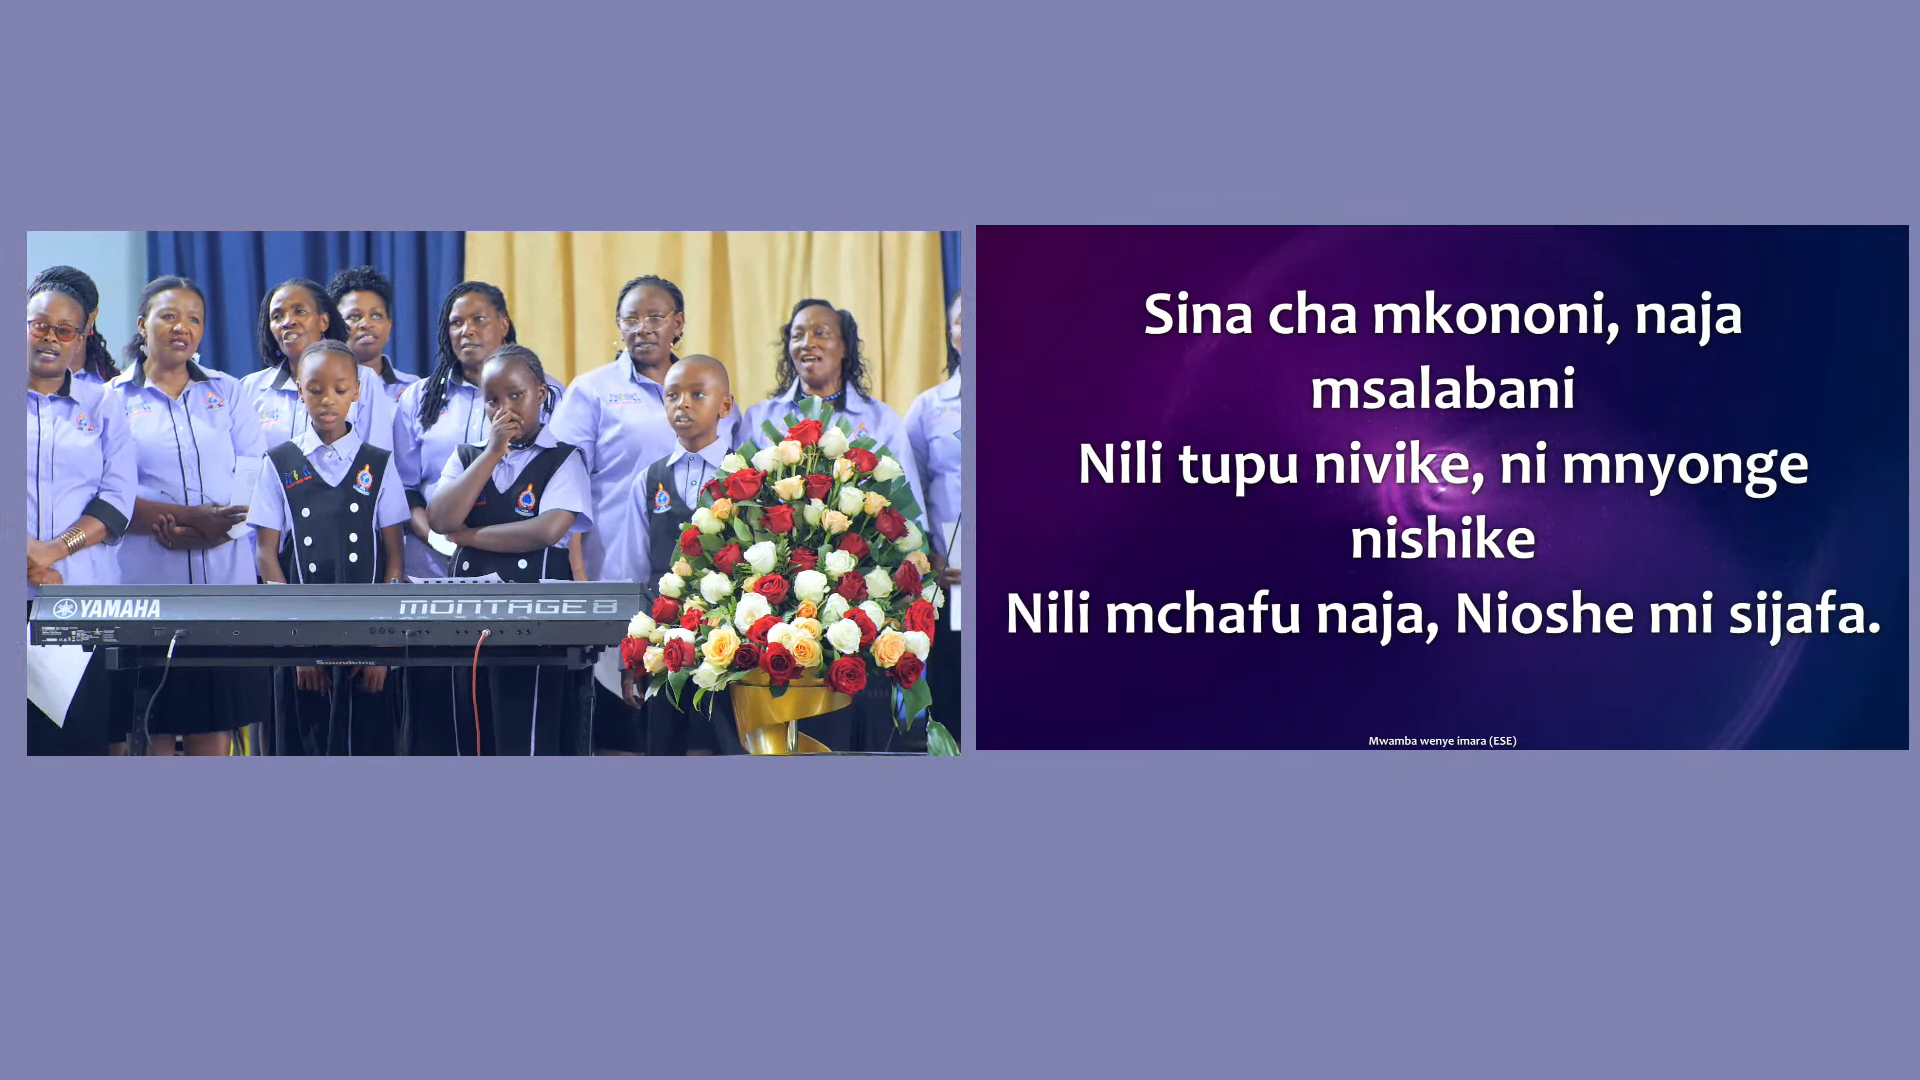 YAMAHA
MONTAGE 8
Soundking
Sina cha mkononi, naja
msalabani
Nili tupu nivike, ni mnyonge
nishike
Nili mchafu naja, Nioshe mi sijafa.
Mwamba wenye imara (ESE)